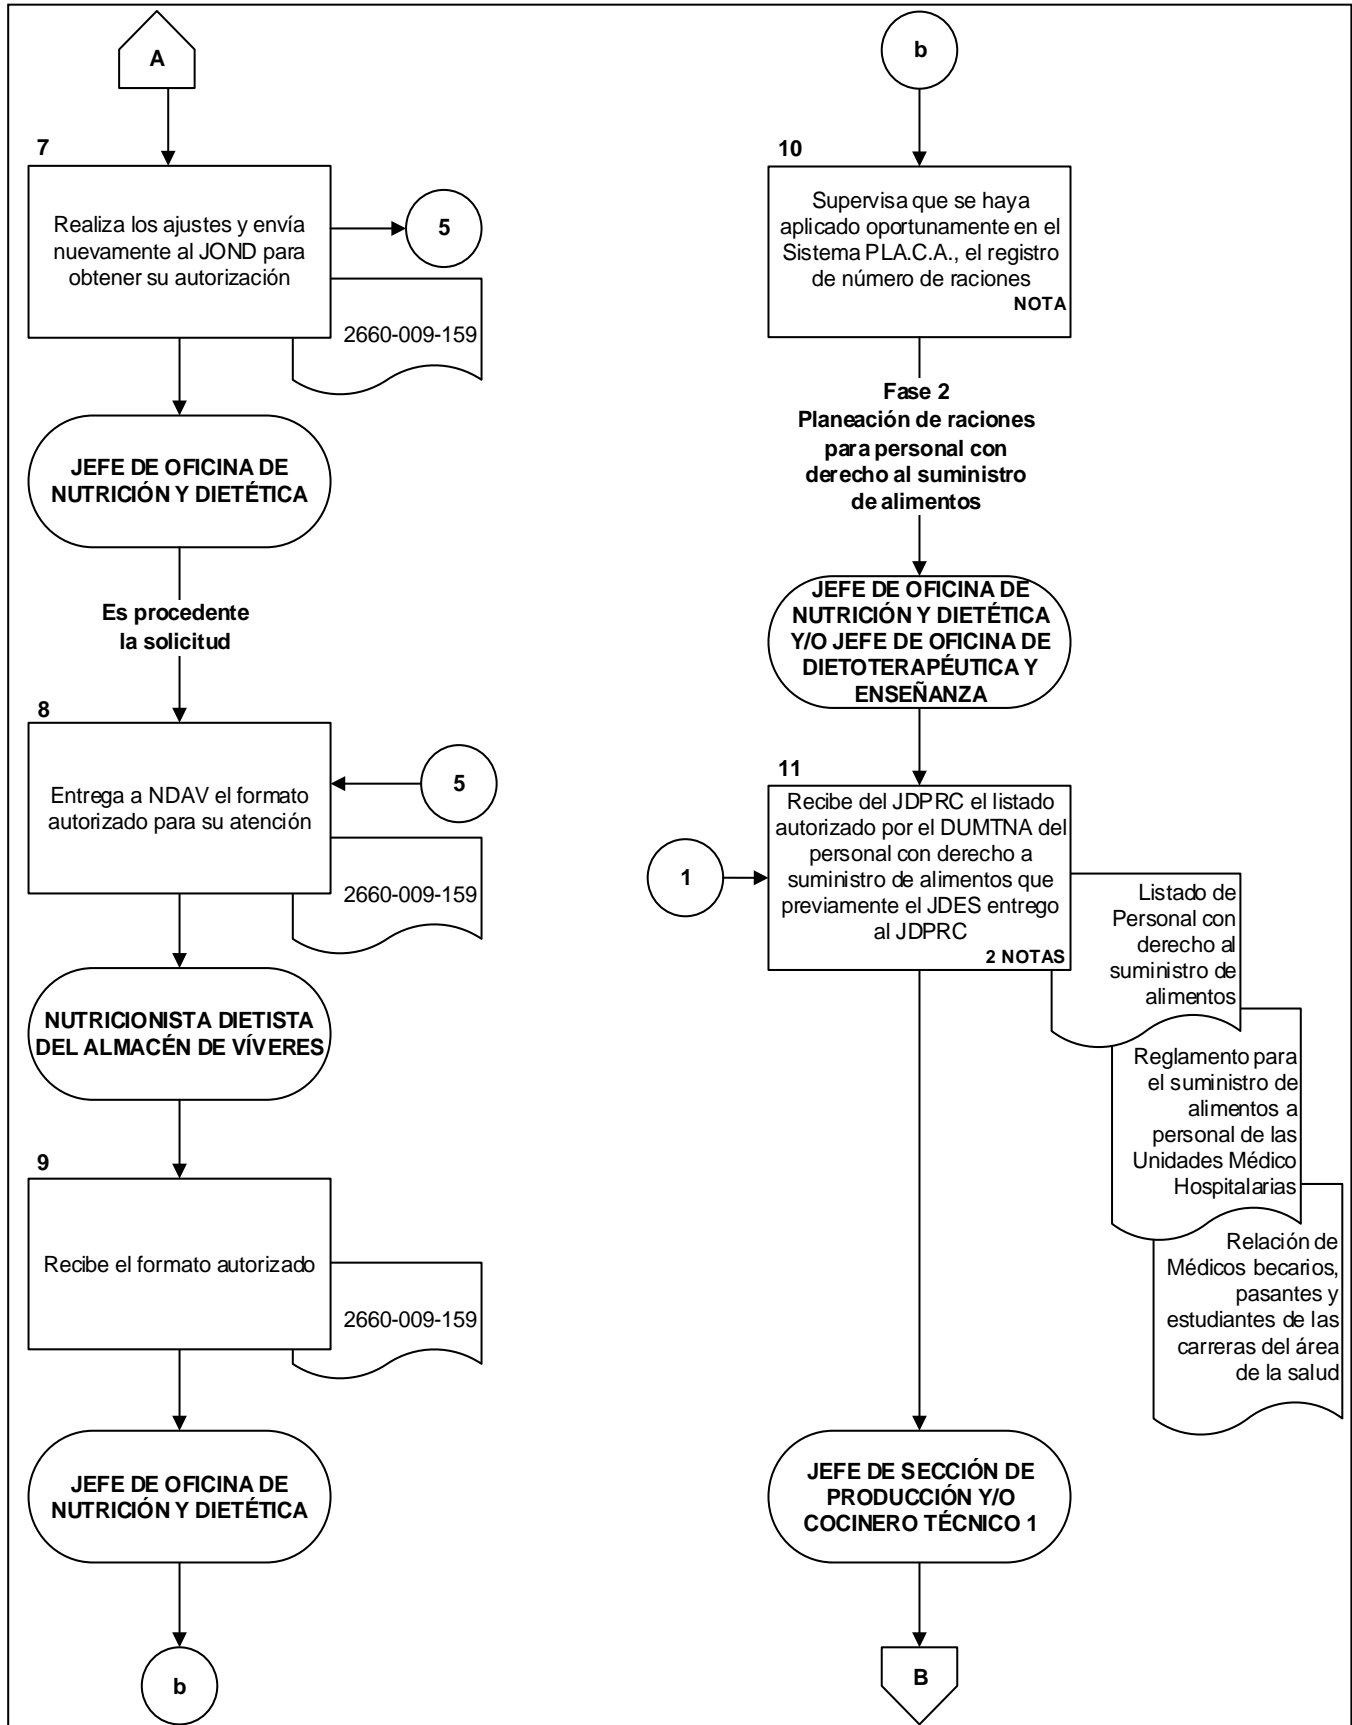 A
7
Realiza los ajustes y envía
nuevamente al JOND para
obtener su autorización
5
2660-009-159
JEFE DE OFICINA DE
NUTRICIÓN Y DIETÉTICA
Es procedente
la solicitud
8
Entrega a NDAV el formato
autorizado para su atención
5
2660-009-159
NUTRICIONISTA DIETISTA
DEL ALMACÉN DE VÍVERES
9
Recibe el formato autorizado
2660-009-159
JEFE DE OFICINA DE
NUTRICIÓN Y DIETÉTICA
b
b
10
Supervisa que se haya
aplicado oportunamente en el
Sistema PLA.C.A., el registro
de número de raciones
NOTA
Fase 2
Planeación de raciones
para personal con
derecho al suministro
de alimentos
JEFE DE OFICINA DE
NUTRICIÓN Y DIETÉTICA
Y/O JEFE DE OFICINA DE
DIETOTERAPÉUTICA Y
ENSEÑANZA
11
Recibe del JDPRC el listado
autorizado por el DUMTNA del
personal con derecho a
suministro de alimentos que
previamente el JDES entrego
al JDPRC
2 NOTAS
1
Listado de
Personal con
derecho al
suministro de
alimentos
Reglamento para
el suministro de
alimentos a
personal de las
Unidades Médico
Hospitalarias
Relación de
Médicos becarios,
pasantes y
estudiantes de las
carreras del área
de la salud
JEFE DE SECCIÓN DE
PRODUCCIÓN Y/O
COCINERO TÉCNICO 1
B